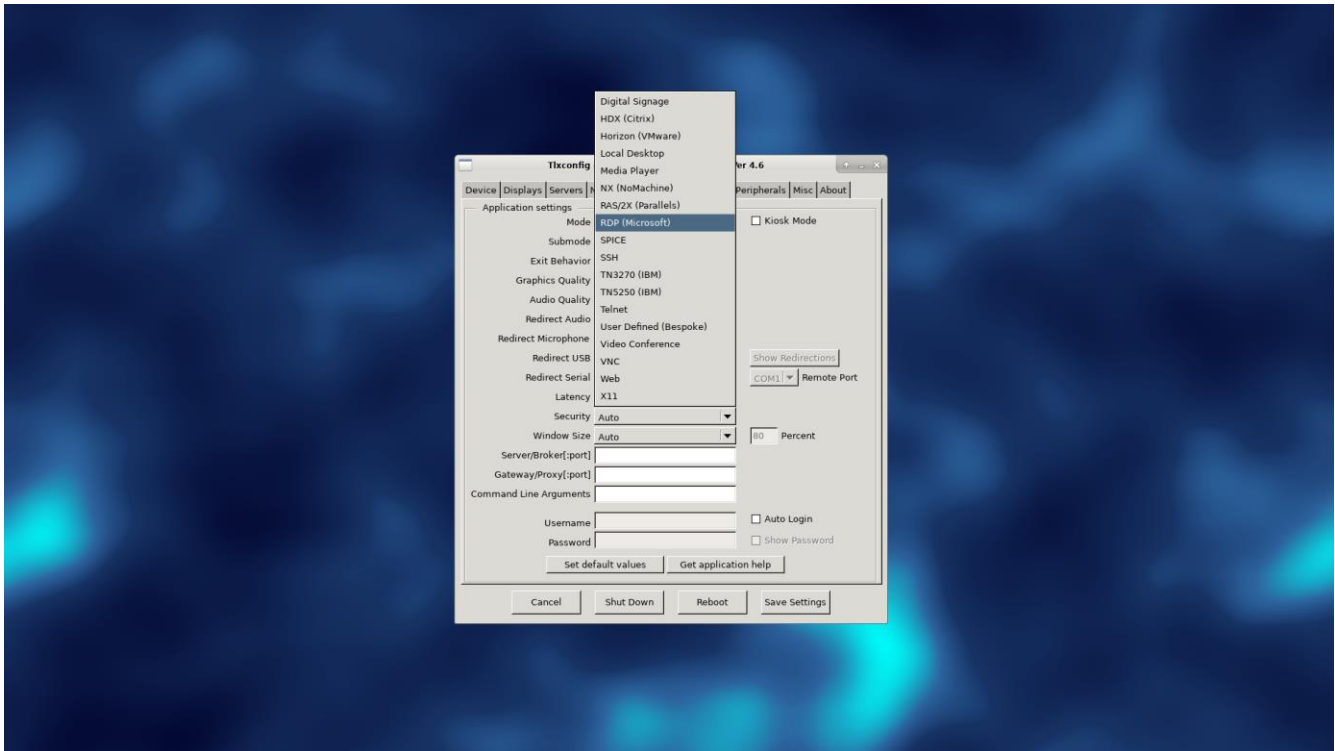 Digital Signage
HDX (Citrix)
Horizon (VMware)
Local Desktop
Media Player
NX (NoMachine)
RAS/2X (Parallels)
RDP (Microsoft)
SPICE
SSH
TN3270 (IBM)
TN5250 (IBM)
Telnet
User Defined (Bespoke)
Video Conference
VNC
Web
X11
Tlxconfig Ver 4.6
Device Displays Servers Peripherals Misc About
Application settings
Mode Kiosk Mode
Submode
Exit Behavior
Graphics Quality
Audio Quality
Redirect Audio
Redirect Microphone
Redirect USB Show Redirections
Redirect Serial COM1 Remote Port
Latency
Security Auto
Window Size Auto 80 Percent
Server/Broker[:port]
Gateway/Proxy[:port]
Command Line Arguments
Username Auto Login
Password Show Password
Set default values Get application help
Cancel Shut Down Reboot Save Settings